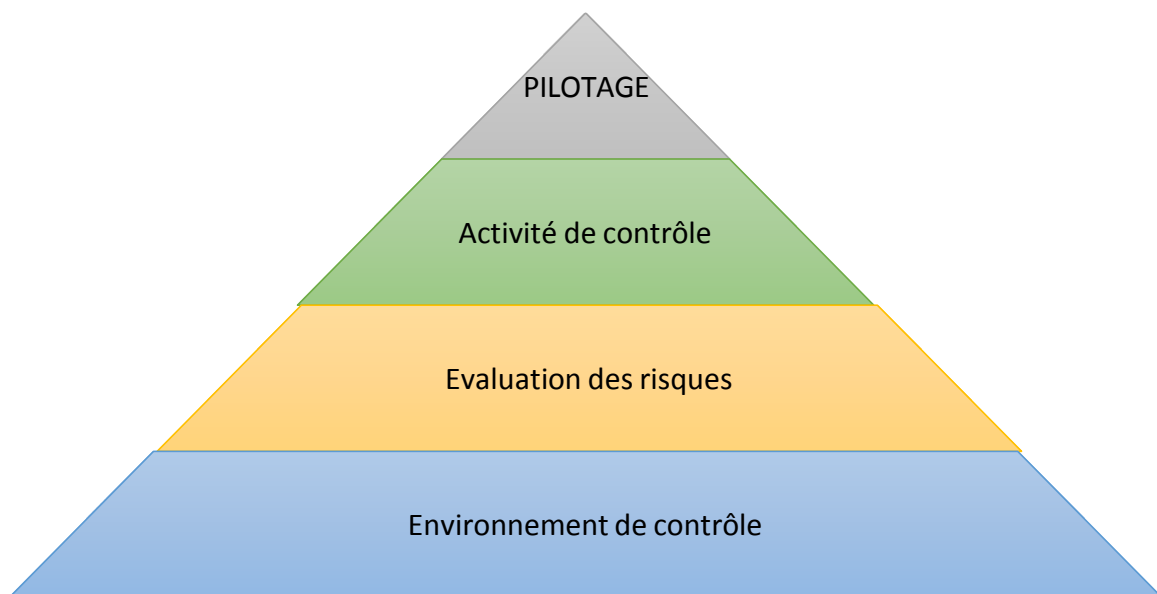 PILOTAGE
Activité de contrôle
Evaluation des risques
Environnement de contrôle